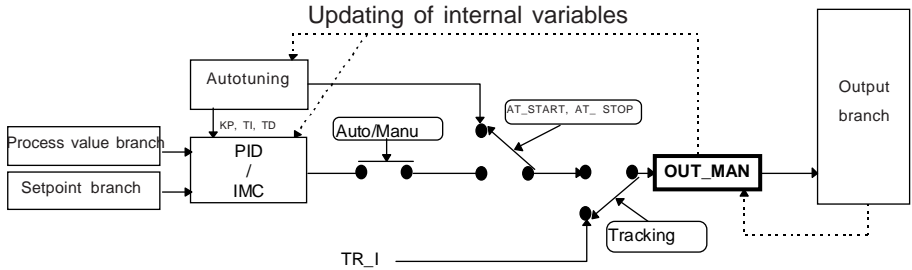 Updating of internal variables
Autotuning
KP, TI, TD
Process value branch
Setpoint branch
PID
/
IMC
Auto/Manu
AT_START, AT_ STOP
OUT_MAN
Output
branch
Tracking
TR_I